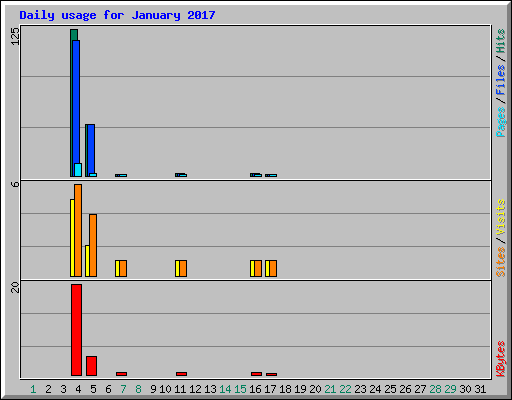 Daily usage for January 2017
125
6
20
Pages / Files / Hits
Sites / Visits
KBytes
1 2 3 4 5 6 7 8 9 10 11 12 13 14 15 16 17 18 19 20 21 22 23 24 25 26 27 28 29 30 31